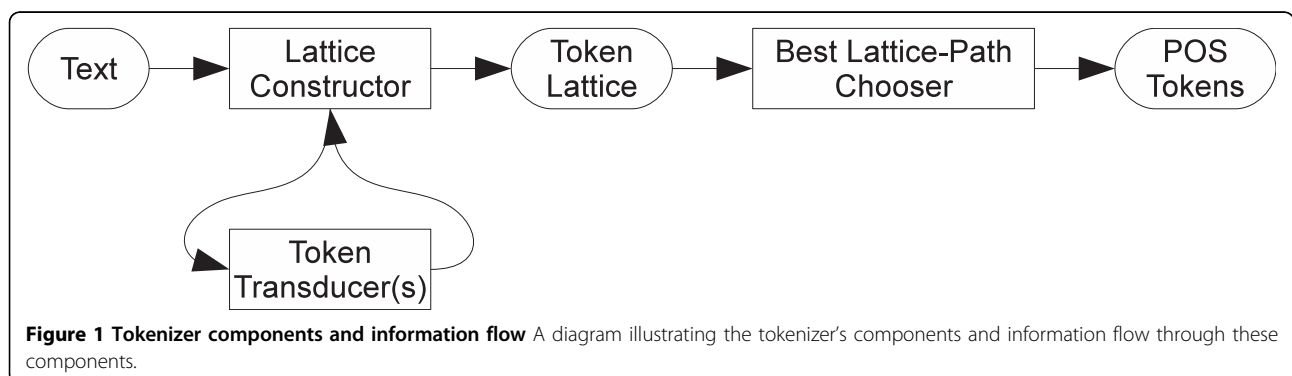 Text
Lattice
Constructor
Token
Lattice
Best Lattice-Path
Chooser
POS
Tokens
Token
Transducer(s)
Figure 1 Tokenizer components and information flow A diagram illustrating the tokenizer's components and information flow through these
components.